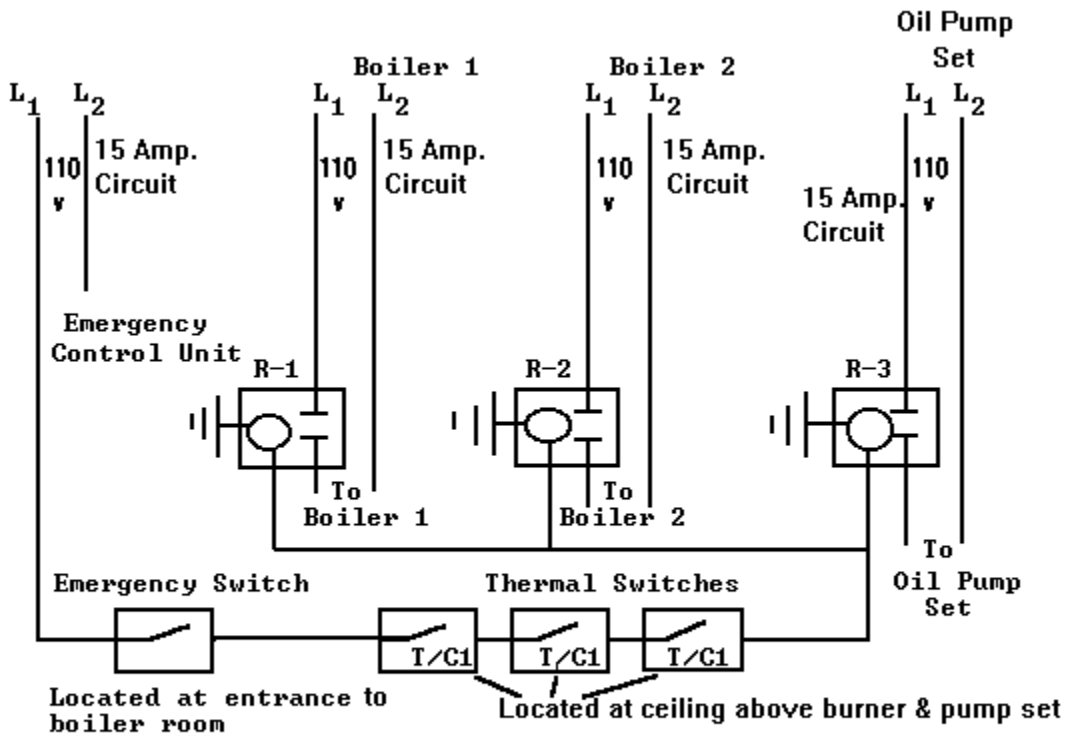 Oil Pump
Set
Boiler 1
Boiler 2
L1 L2
L1 L2
L1 L2
L1 L2
110
v
15 Amp.
Circuit
110
v
15 Amp.
Circuit
110
v
15 Amp.
Circuit
110
v
15 Amp.
Circuit
Emergency
Control Unit
R-1
R-2
R-3
To
Boiler 1
To
Boiler 2
To
Oil Pump
Set
Emergency Switch
Thermal Switches
T/C1
T/C1
T/C1
Located at entrance to
boiler room
Located at ceiling above burner & pump set